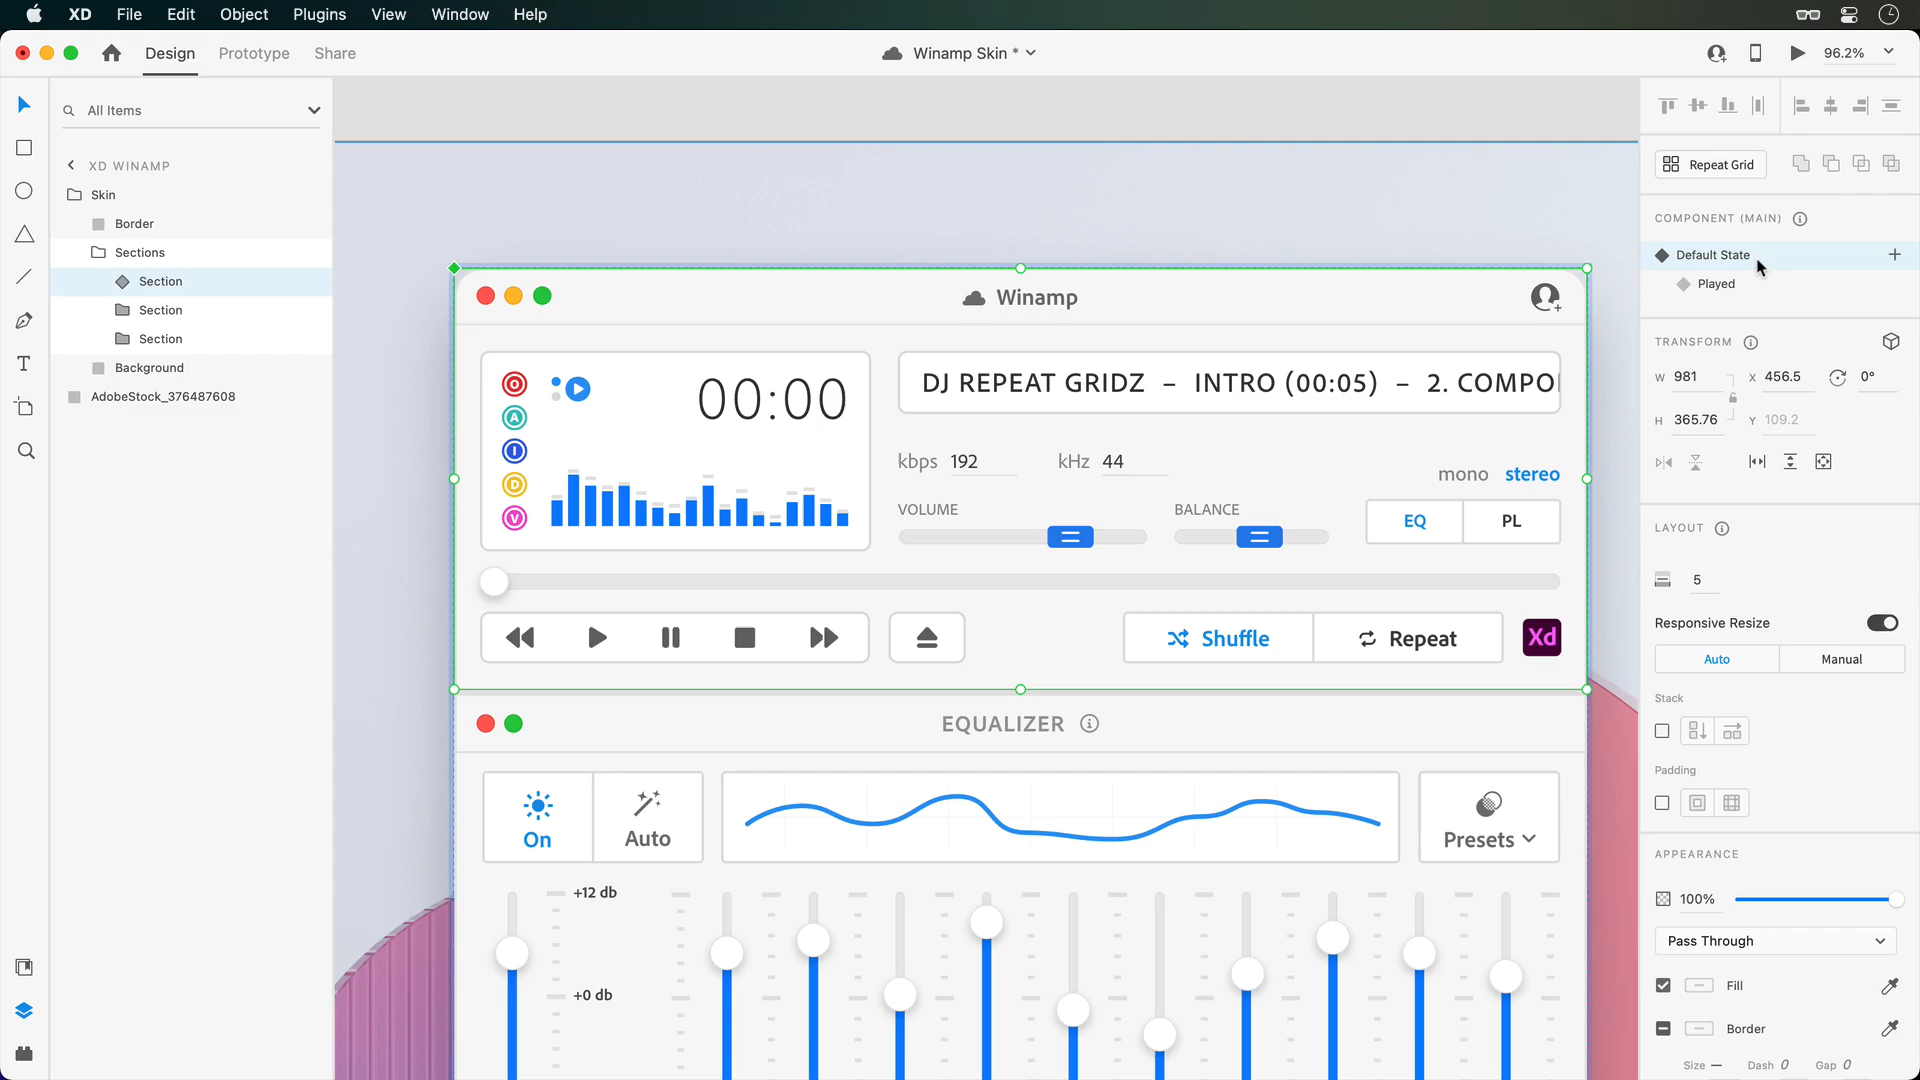 XD File Edit Object Plugins View Window Help
Design Prototype Share
Winamp Skin *
96.2%
All Items
XD WINAMP
Skin
Border
Sections
Section
Section
Section
Background
AdobeStock_376487608
Winamp
O
A
I
D
V
00:00
DJ REPEAT GRIDZ – INTRO (00:05) – 2. COMPO
kbps 192 kHz 44
mono stereo
VOLUME
BALANCE
EQ PL
Shuffle Repeat Xd
EQUALIZER
On Auto Presets
+12 db
+0 db
Repeat Grid
COMPONENT (MAIN)
Default State
Played
TRANSFORM
W 981 X 456.5 0°
H 365.76 Y 109.2
LAYOUT
5
Responsive Resize
Auto Manual
Stack
Padding
APPEARANCE
100%
Pass Through
Fill
Border
Size Dash 0 Gap 0